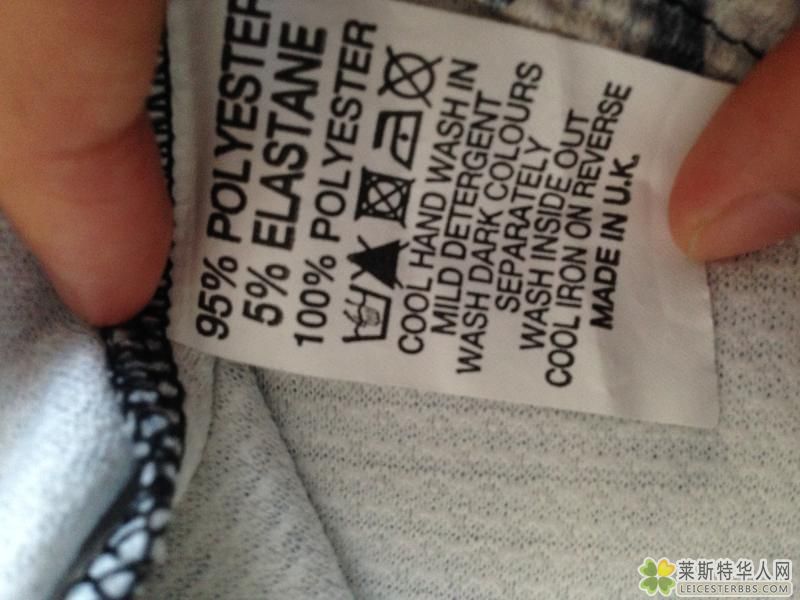 95% POLYESTER
5% ELASTANE
100% POLYESTER
COOL HAND WASH IN
MILD DETERGENT
WASH DARK COLOURS
SEPARATELY
WASH INSIDE OUT
COOL IRON ON REVERSE
MADE IN U.K.
莱斯特华人网
LEICESTERBBS.COM